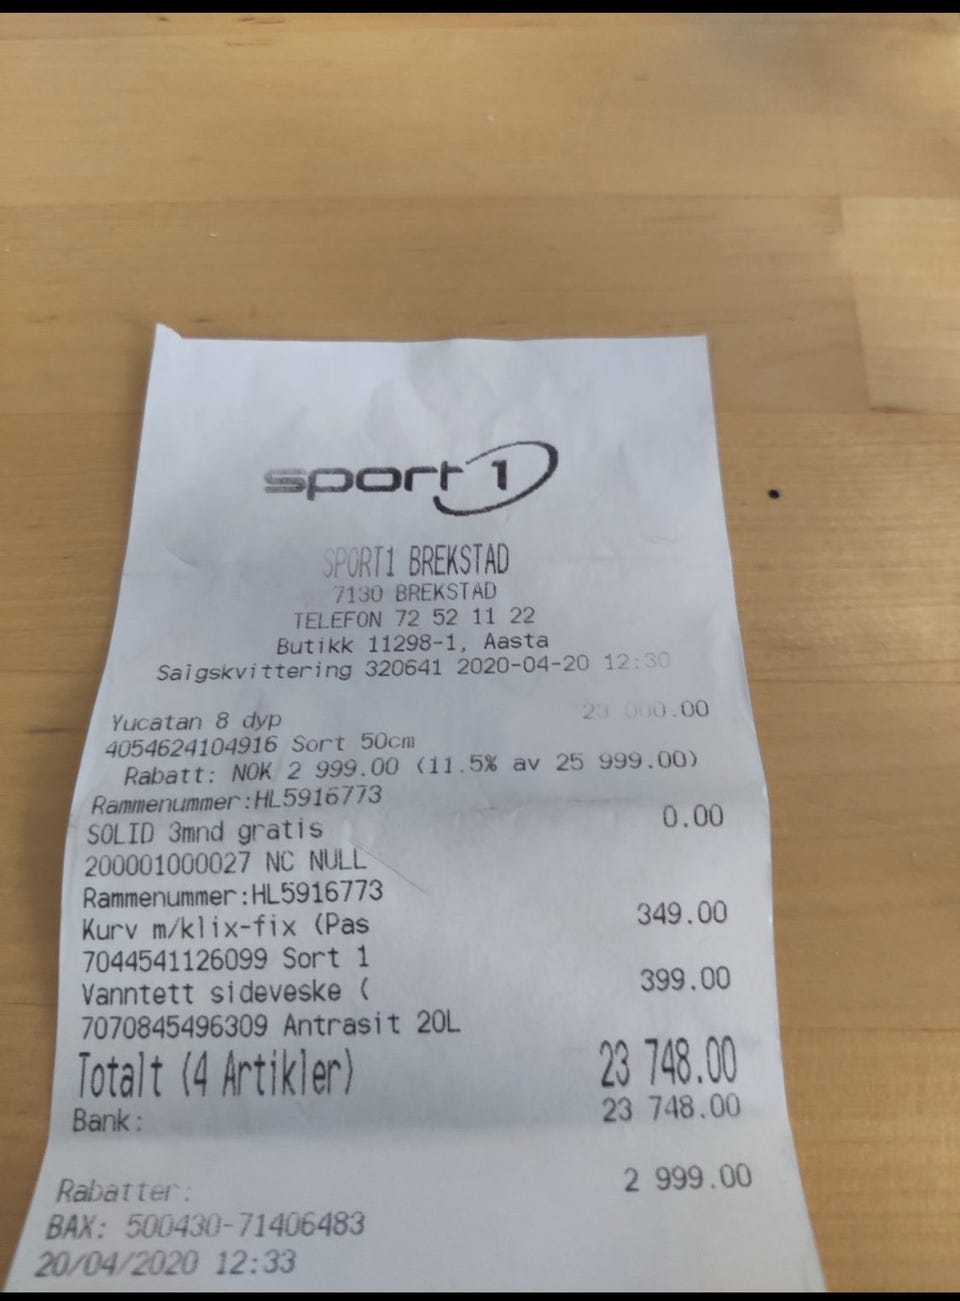 sport 1
SPORT1 BREKSTAD
7130 BREKSTAD
TELEFON 72 52 11 22
Butikk 11298-1, Aasta
Salgskvittering 320641 2020-04-20 12:30
Yucatan 8 dyp 23 000.00
4054624104916 Sort 50cm
Rabatt: NOK 2 999.00 (11.5% av 25 999.00)
Rammenummer:HL5916773
SOLID 3mnd gratis 0.00
200001000027 NC NULL
Rammenummer:HL5916773
Kurv m/klix-fix (Pas 349.00
7044541126099 Sort 1
Vanntett sideveske ( 399.00
7070845496309 Antrasit 20L
Totalt (4 Artikler) 23 748.00
Bank: 23 748.00
Rabatter: 2 999.00
BAX: 500430-71406483
20/04/2020 12:33